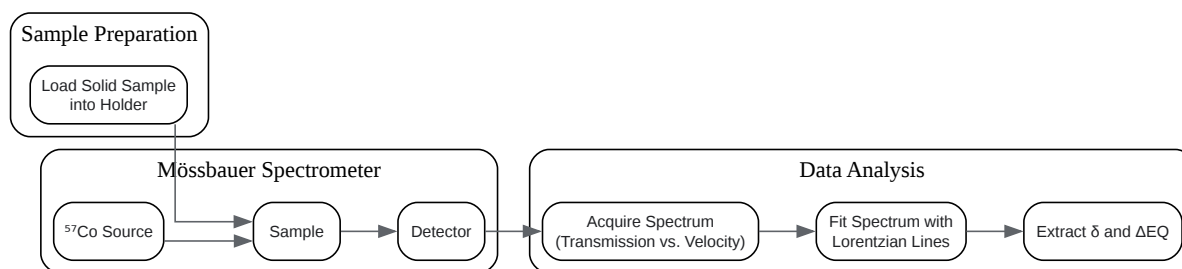 Sample Preparation
Load Solid Sample
into Holder
Mössbauer Spectrometer
⁵⁷Co Source
Sample
Detector
Data Analysis
Acquire Spectrum
(Transmission vs. Velocity)
Fit Spectrum with
Lorentzian Lines
Extract δ and ΔEQ